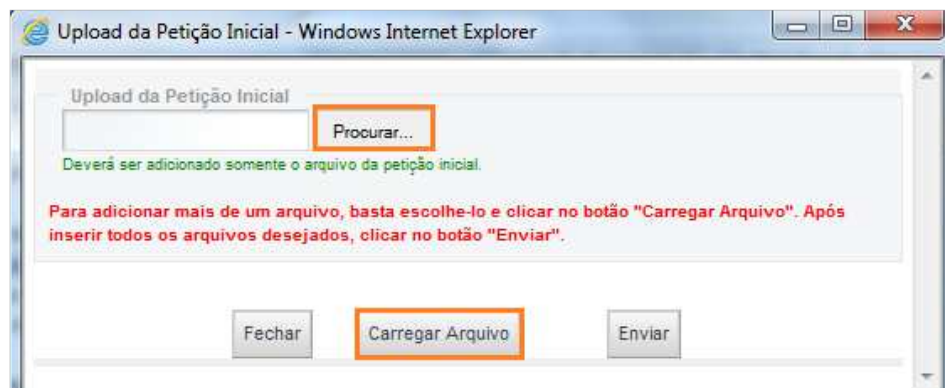 Upload da Petição Inicial - Windows Internet Explorer
Upload da Petição Inicial
Procurar...
Deverá ser adicionado somente o arquivo da petição inicial.
Para adicionar mais de um arquivo, basta escolhe-lo e clicar no botão "Carregar Arquivo". Após
inserir todos os arquivos desejados, clicar no botão "Enviar".
Fechar Carregar Arquivo Enviar